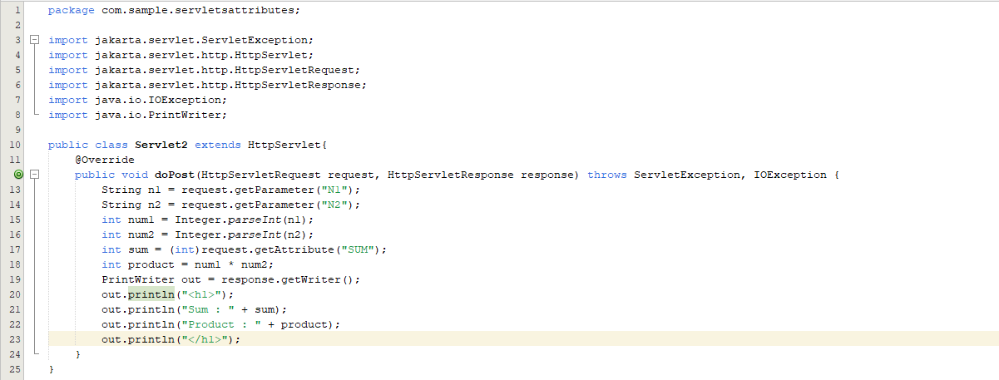 1 package com.sample.servletsattributes;
2
3 import jakarta.servlet.ServletException;
4 import jakarta.servlet.http.HttpServlet;
5 import jakarta.servlet.http.HttpServletRequest;
6 import jakarta.servlet.http.HttpServletResponse;
7 import java.io.IOException;
8 import java.io.PrintWriter;
9
10 public class Servlet2 extends HttpServlet{
11     @Override
    public void doPost(HttpServletRequest request, HttpServletResponse response) throws ServletException, IOException {
13         String n1 = request.getParameter("N1");
14         String n2 = request.getParameter("N2");
15         int num1 = Integer.parseInt(n1);
16         int num2 = Integer.parseInt(n2);
17         int sum = (int)request.getAttribute("SUM");
18         int product = num1 * num2;
19         PrintWriter out = response.getWriter();
20         out.println("<h1>");
21         out.println("Sum : " + sum);
22         out.println("Product : " + product);
23         out.println("</h1>");
24     }
25 }